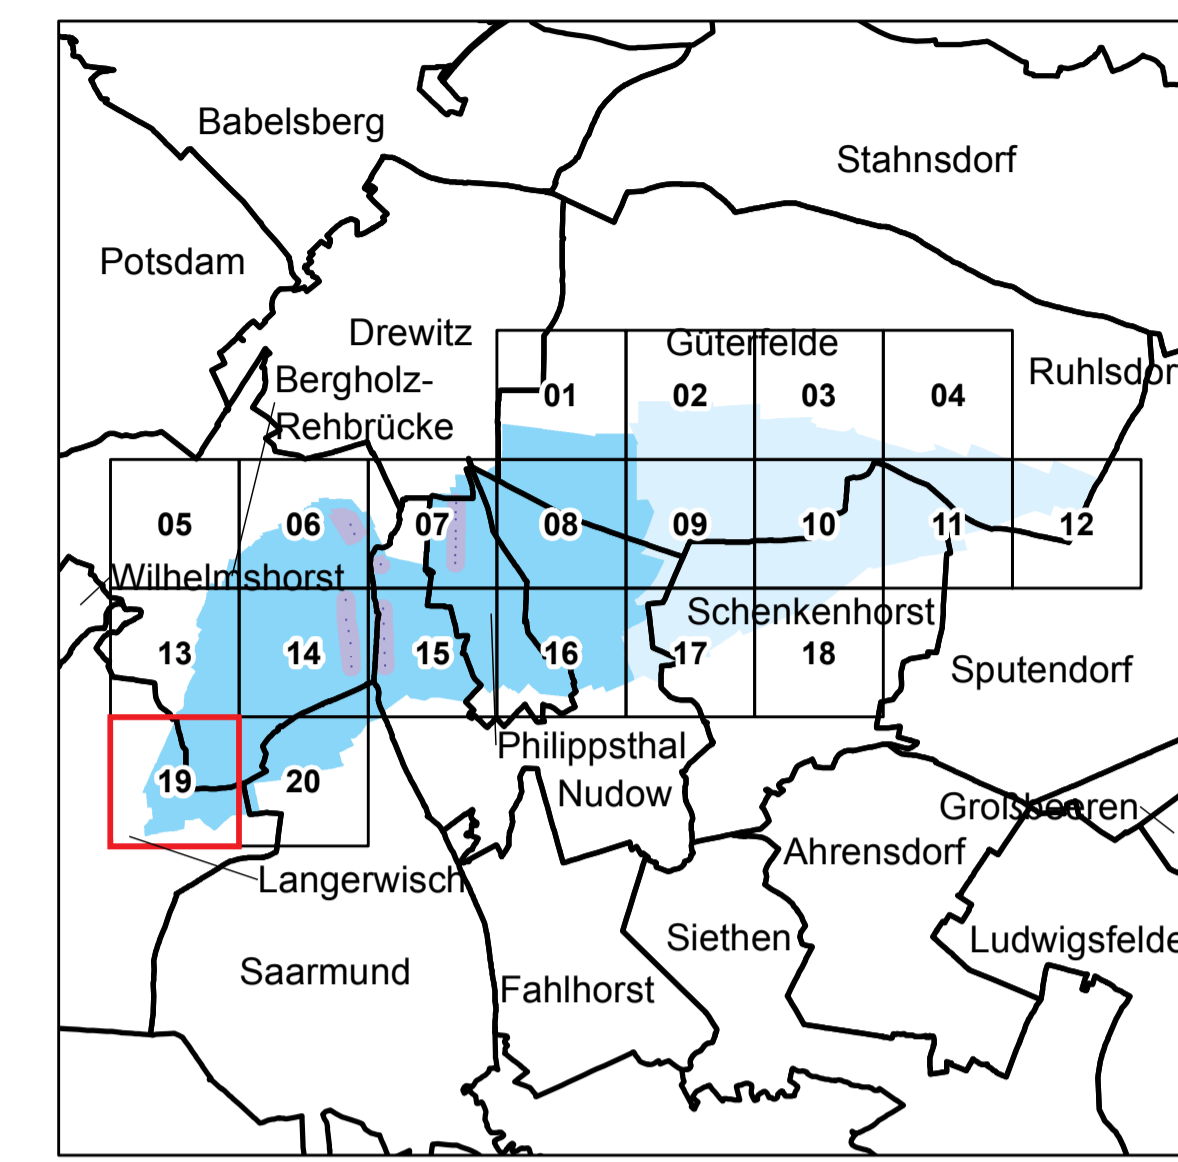 Babelsberg
Stahnsdorf
Potsdam
Drewitz
Güterfelde
Ruhlsdor
Bergholz-
Rehbrücke
01
02
03
04
05
06
07
08
09
10
11
12
Wilhelmshorst
Schenkenhorst
13
14
15
16
17
18
Sputendorf
Philippsthal
19
20
Nudow
Großbeeren
Ahrensdorf
Langerwisch
Siethen
Ludwigsfelde
Saarmund
Fahlhorst